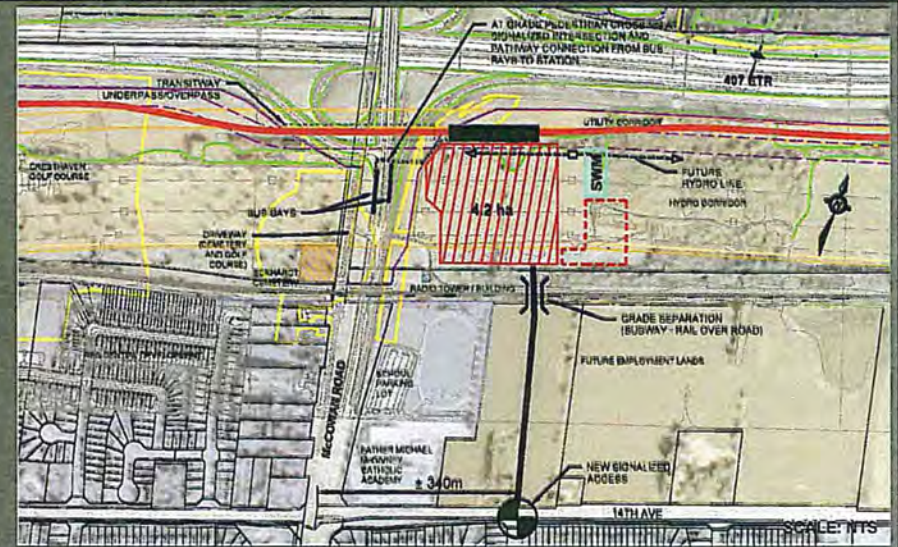 AT GRADE PEDESTRIAN CROSSING AT
SIGNALIZED INTERSECTION AND
PATHWAY CONNECTION FROM BUS
BAYS TO STATION
407 ETR
TRANSITWAY
UNDERPASS/OVERPASS
UTILITY CORRIDOR
CRESTHAVEN
GOLF COURSE
SWM
FUTURE
HYDRO LINE
HYDRO CORRIDOR
4.2 ha
BUS BAYS
DRIVEWAY
(CEMETERY
AND GOLF
COURSE)
ECKHARDT
CEMETERY
RADIO TOWER / BUILDING
GRADE SEPARATION
(SUBWAY - RAIL OVER ROAD)
FUTURE EMPLOYMENT LANDS
SCHOOL
PARKING
LOT
McCOWAN ROAD
FATHER MICHAEL
CATHOLIC
ACADEMY
± 340m
NEW SIGNALIZED
ACCESS
14TH AVE
SCALE: NTS